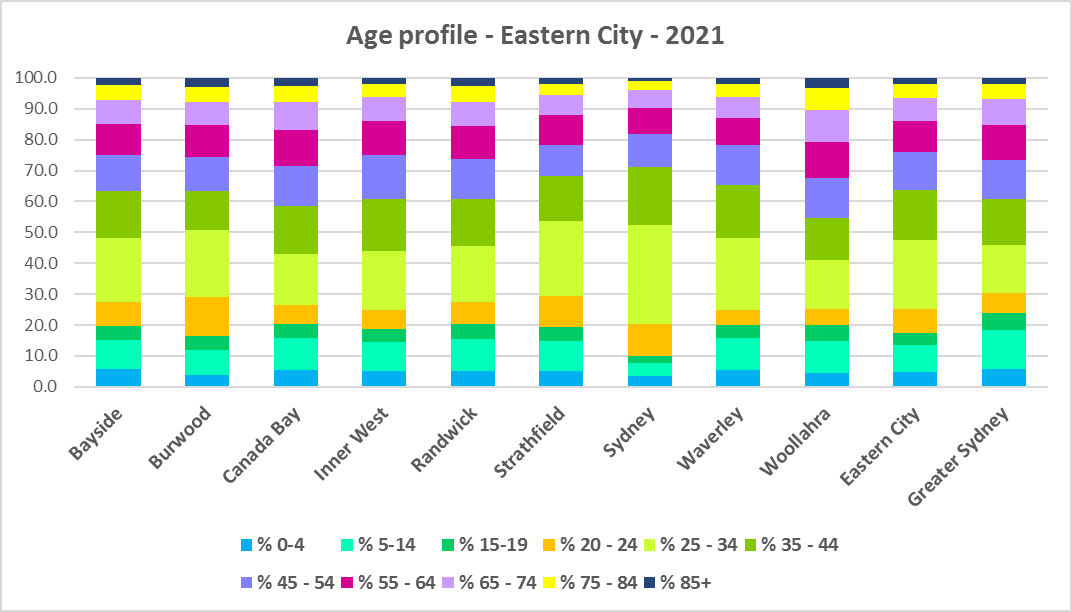 Age profile - Eastern City - 2021
100.0
90.0
80.0
70.0
60.0
50.0
40.0
30.0
20.0
10.0
0.0
Bayside
Burwood
Canada Bay
Inner West
Randwick
Strathfield
Sydney
Waverley
Woollahra
Eastern City
Greater Sydney
% 0-4 % 5-14 % 15-19 % 20 - 24 % 25 - 34 % 35 - 44
% 45 - 54 % 55 - 64 % 65 - 74 % 75 - 84 % 85+